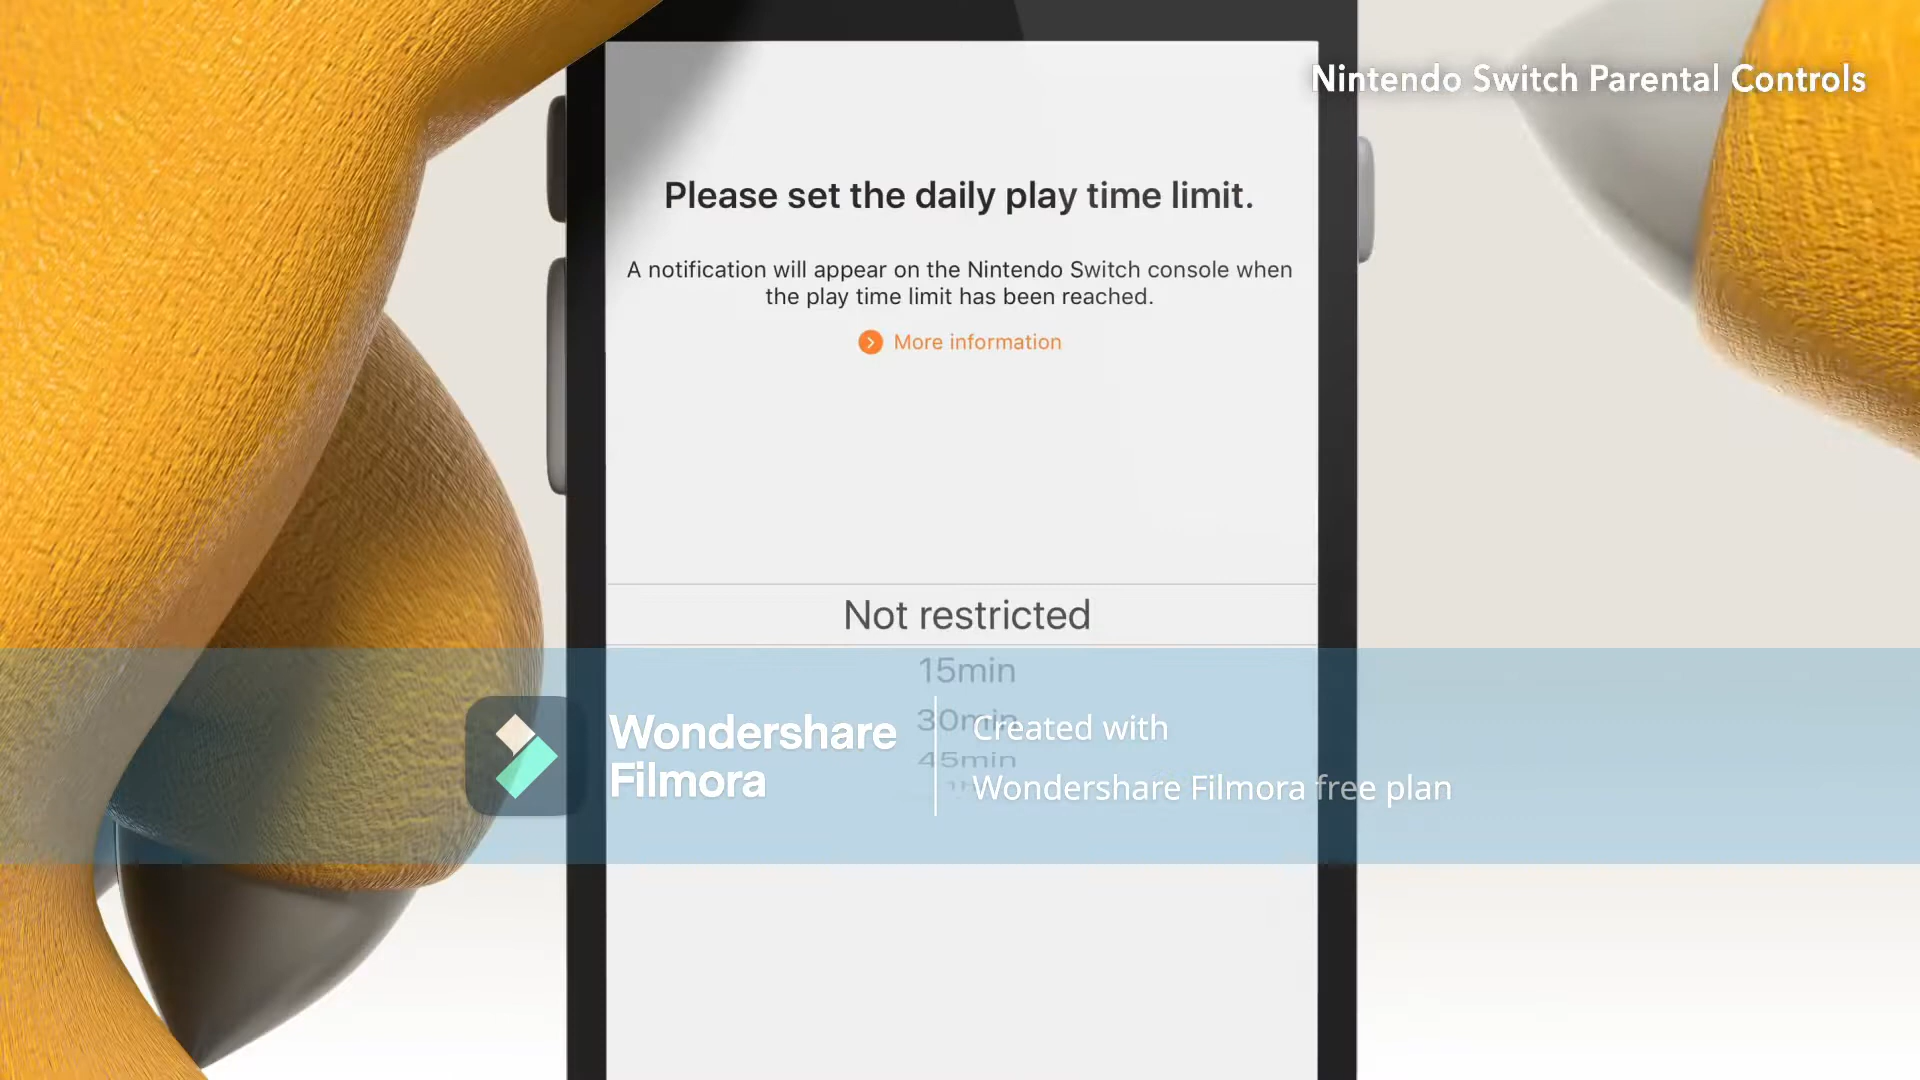 Nintendo Switch Parental Controls
Please set the daily play time limit.
A notification will appear on the Nintendo Switch console when
the play time limit has been reached.
More information
Not restricted
15min
30min
45min
Wondershare
Filmora
Created with
Wondershare Filmora free plan